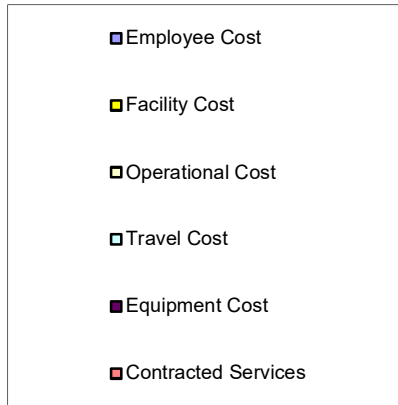 Employee Cost
Facility Cost
Operational Cost
Travel Cost
Equipment Cost
Contracted Services